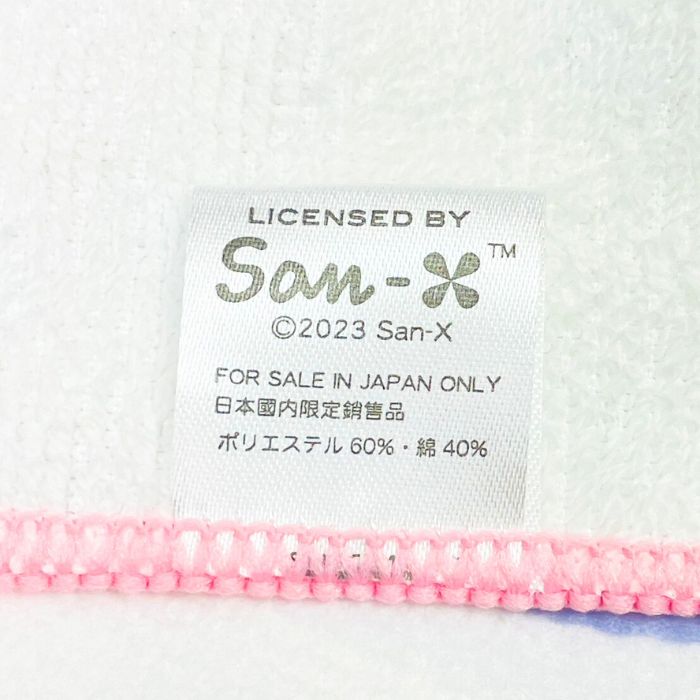 LICENSED BY
San-X™
©2023 San-X
FOR SALE IN JAPAN ONLY
日本國内限定銷售品
ポリエステル 60%・綿 40%